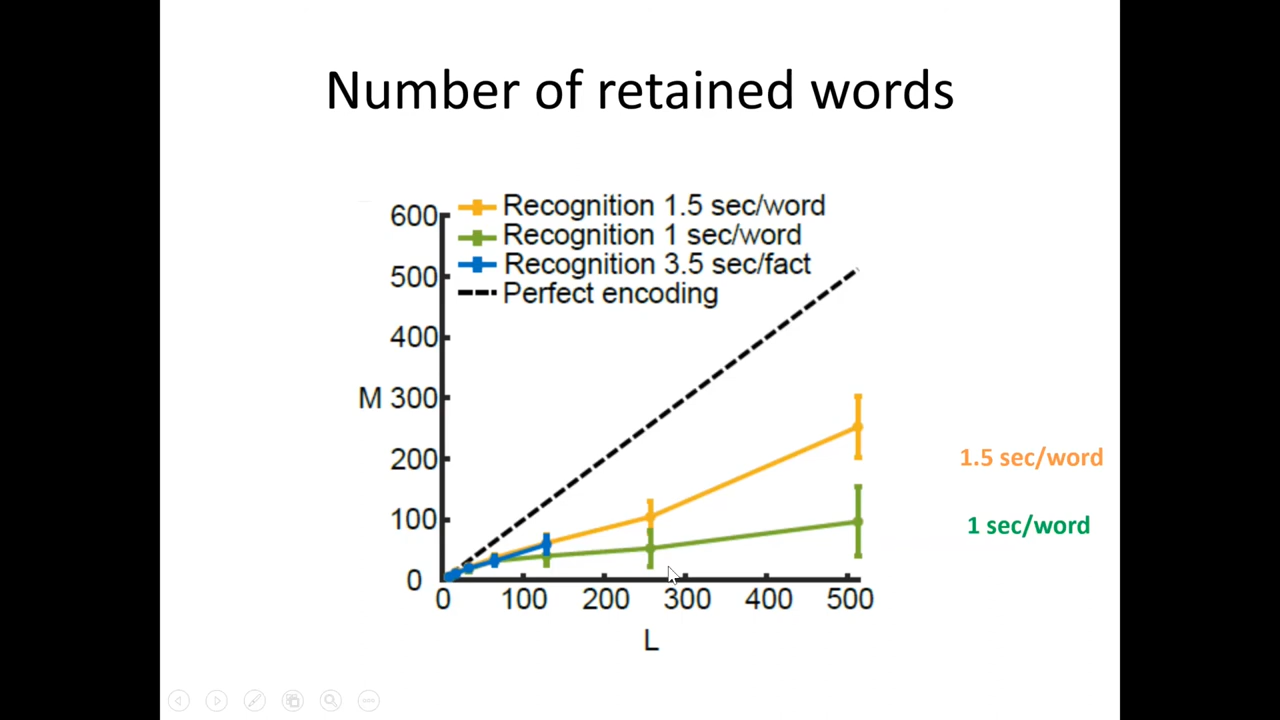 Number of retained words
Recognition 1.5 sec/word
Recognition 1 sec/word
Recognition 3.5 sec/fact
Perfect encoding
600
500
400
M 300
200
100
0
0 100 200 300 400 500
L
1.5 sec/word
1 sec/word